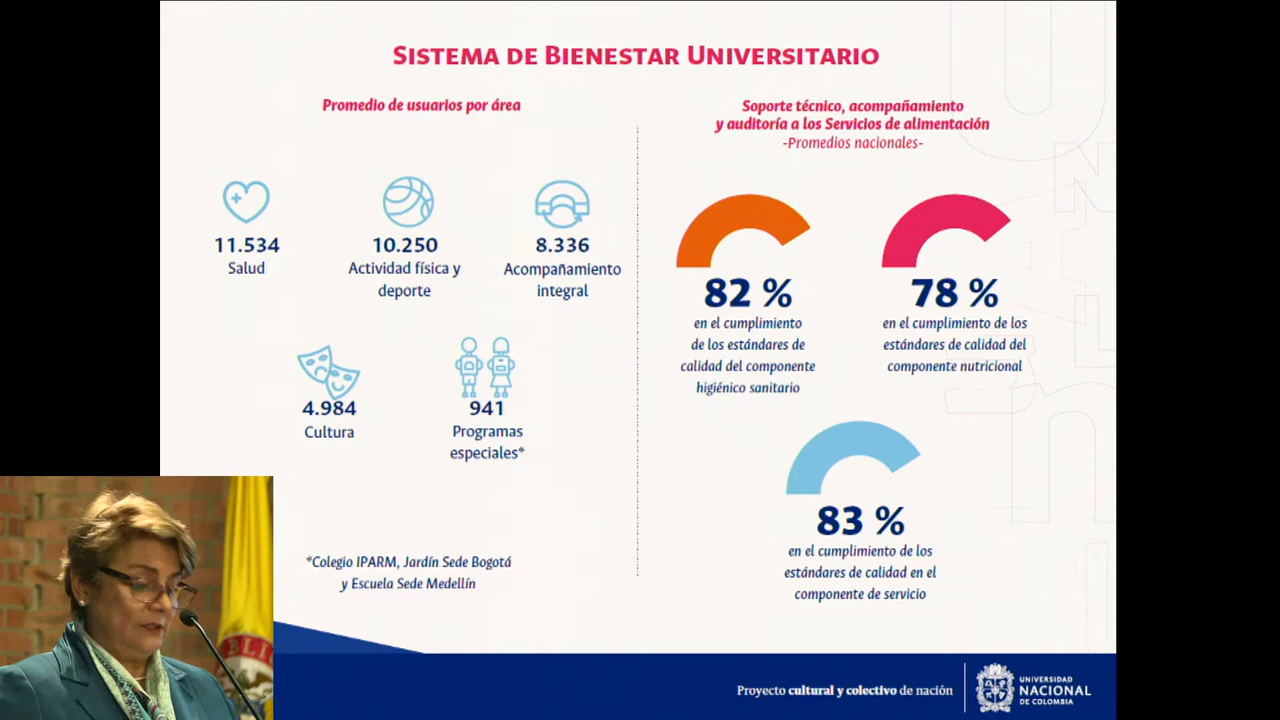 SISTEMA DE BIENESTAR UNIVERSITARIO
Promedio de usuarios por área
11.534
Salud
10.250
Actividad física y
deporte
8.336
Acompañamiento
integral
4.984
Cultura
941
Programas
especiales*
*Colegio IPARM, Jardín Sede Bogotá
y Escuela Sede Medellín
Soporte técnico, acompañamiento
y auditoría a los Servicios de alimentación
-Promedios nacionales-
82 %
en el cumplimiento
de los estándares de
calidad del componente
higiénico sanitario
78 %
en el cumplimiento de los
estándares de calidad del
componente nutricional
83 %
en el cumplimiento de los
estándares de calidad en el
componente de servicio
Proyecto cultural y colectivo de nación
UNIVERSIDAD
NACIONAL
DE COLOMBIA